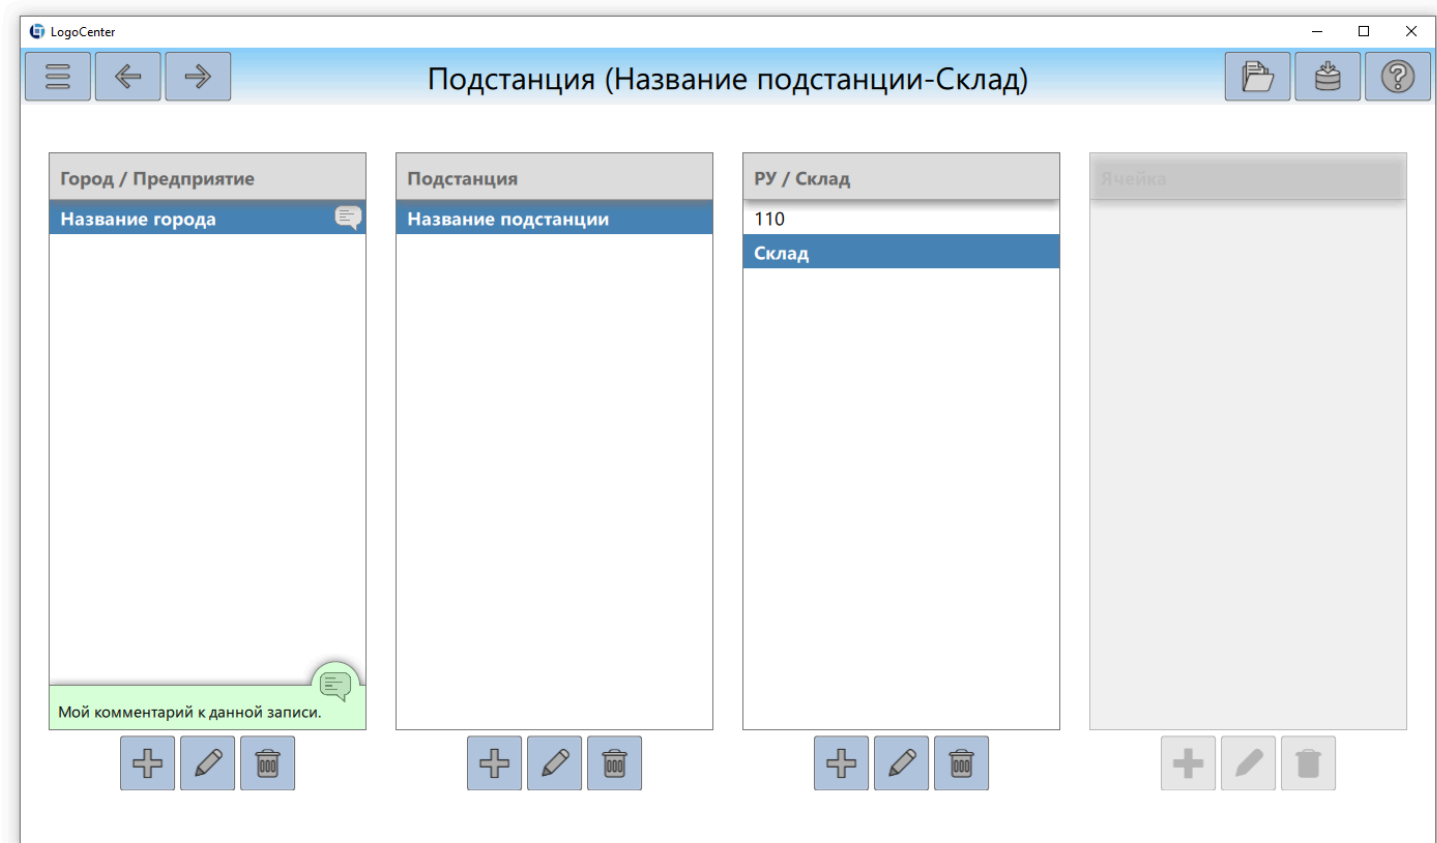 LogoCenter
Подстанция (Название подстанции-Склад)
Город / Предприятие
Название города
Мой комментарий к данной записи.
Подстанция
Название подстанции
РУ / Склад
110
Склад
Ячейка